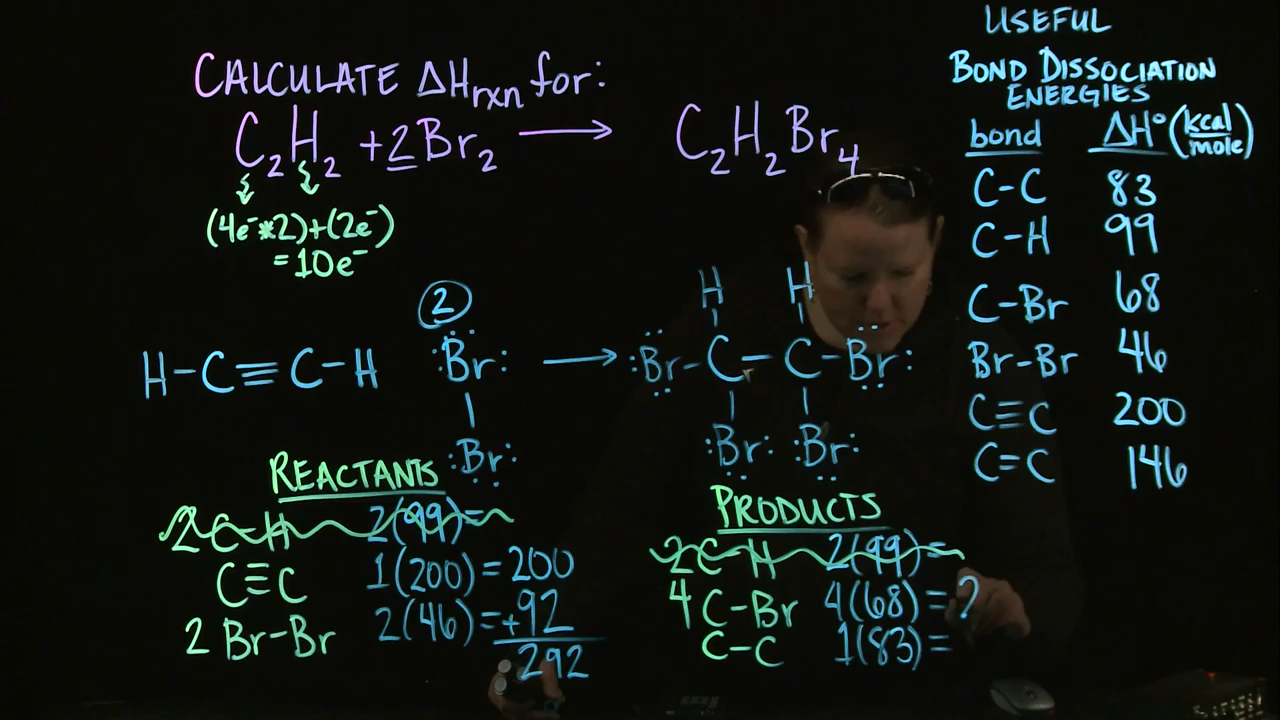 CALCULATE ΔHrxn for:
C2H2 + 2Br2 → C2H2Br4
(4e⁻*2)+(2e⁻)
=10e⁻
2
H–C≡C–H :Br: → :Br–C–C–Br:
H H
:Br: :Br: :Br:
REACTANTS
2 C–H 2(99)=
C≡C 1(200)=200
2 Br–Br 2(46)=+92
292
PRODUCTS
2C–H 2(99)=
4 C–Br 4(68)=?
C–C 1(83)=
USEFUL
BOND DISSOCIATION
ENERGIES
bond ΔH° (kcal/mole)
C–C 83
C–H 99
C–Br 68
Br–Br 46
C≡C 200
C=C 146